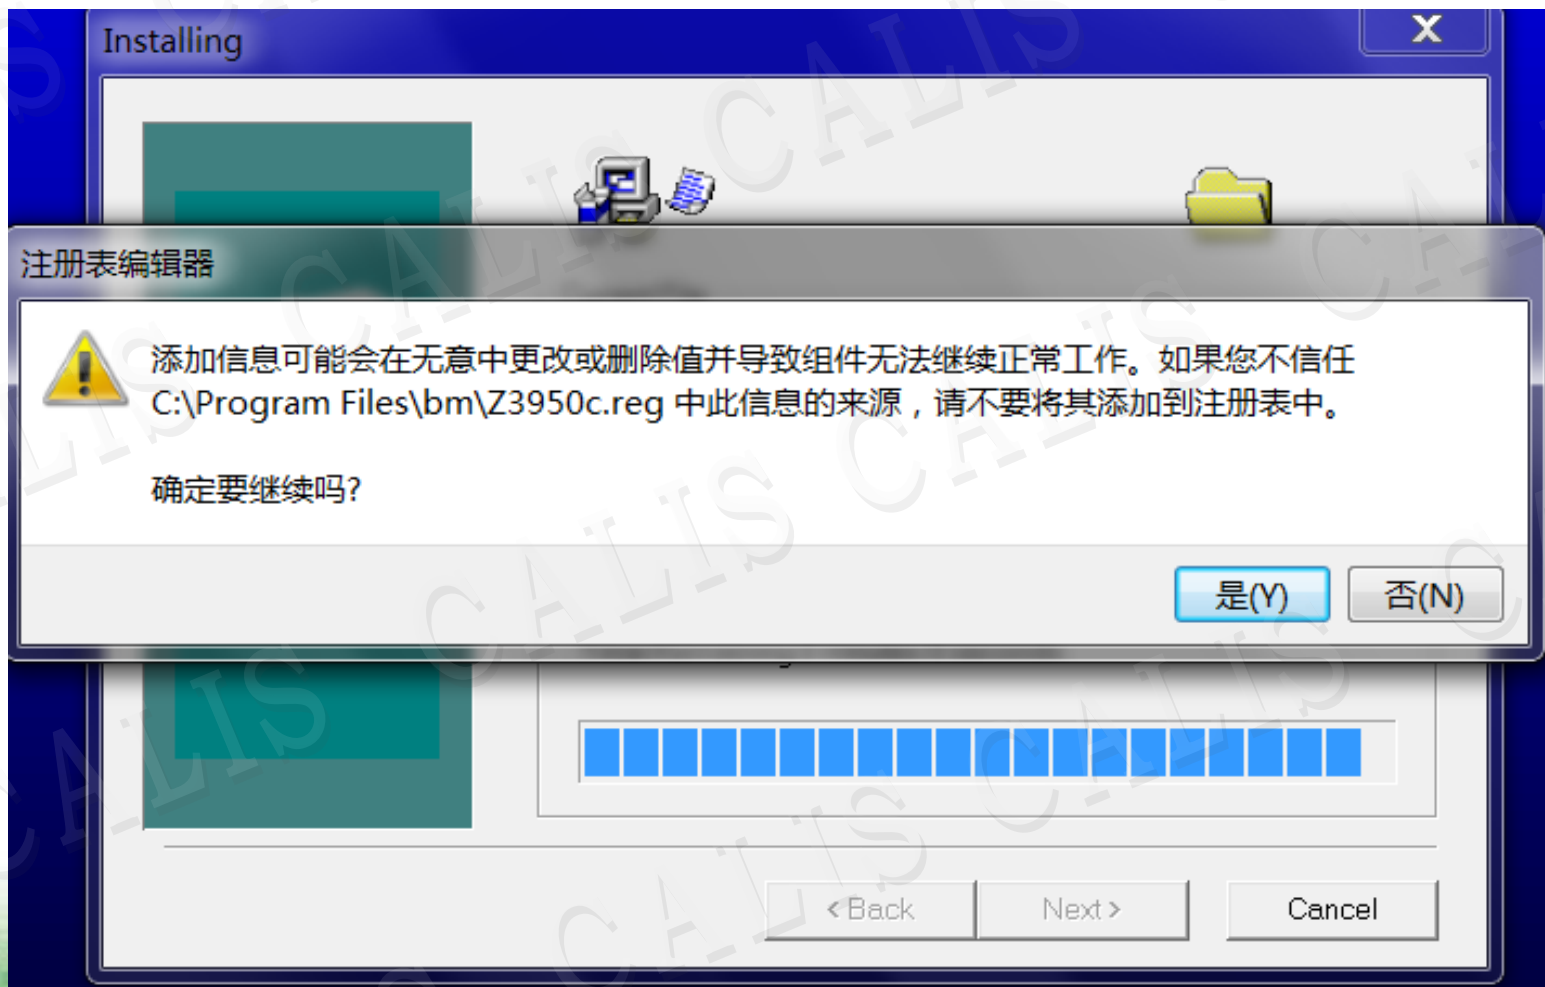 Installing
X
注册表编辑器
添加信息可能会在无意中更改或删除值并导致组件无法继续正常工作。如果您不信任
C:\Program Files\bm\Z3950c.reg 中此信息的来源，请不要将其添加到注册表中。
确定要继续吗?
是(Y) 否(N)
< Back Next > Cancel
CALIS CALIS CALIS